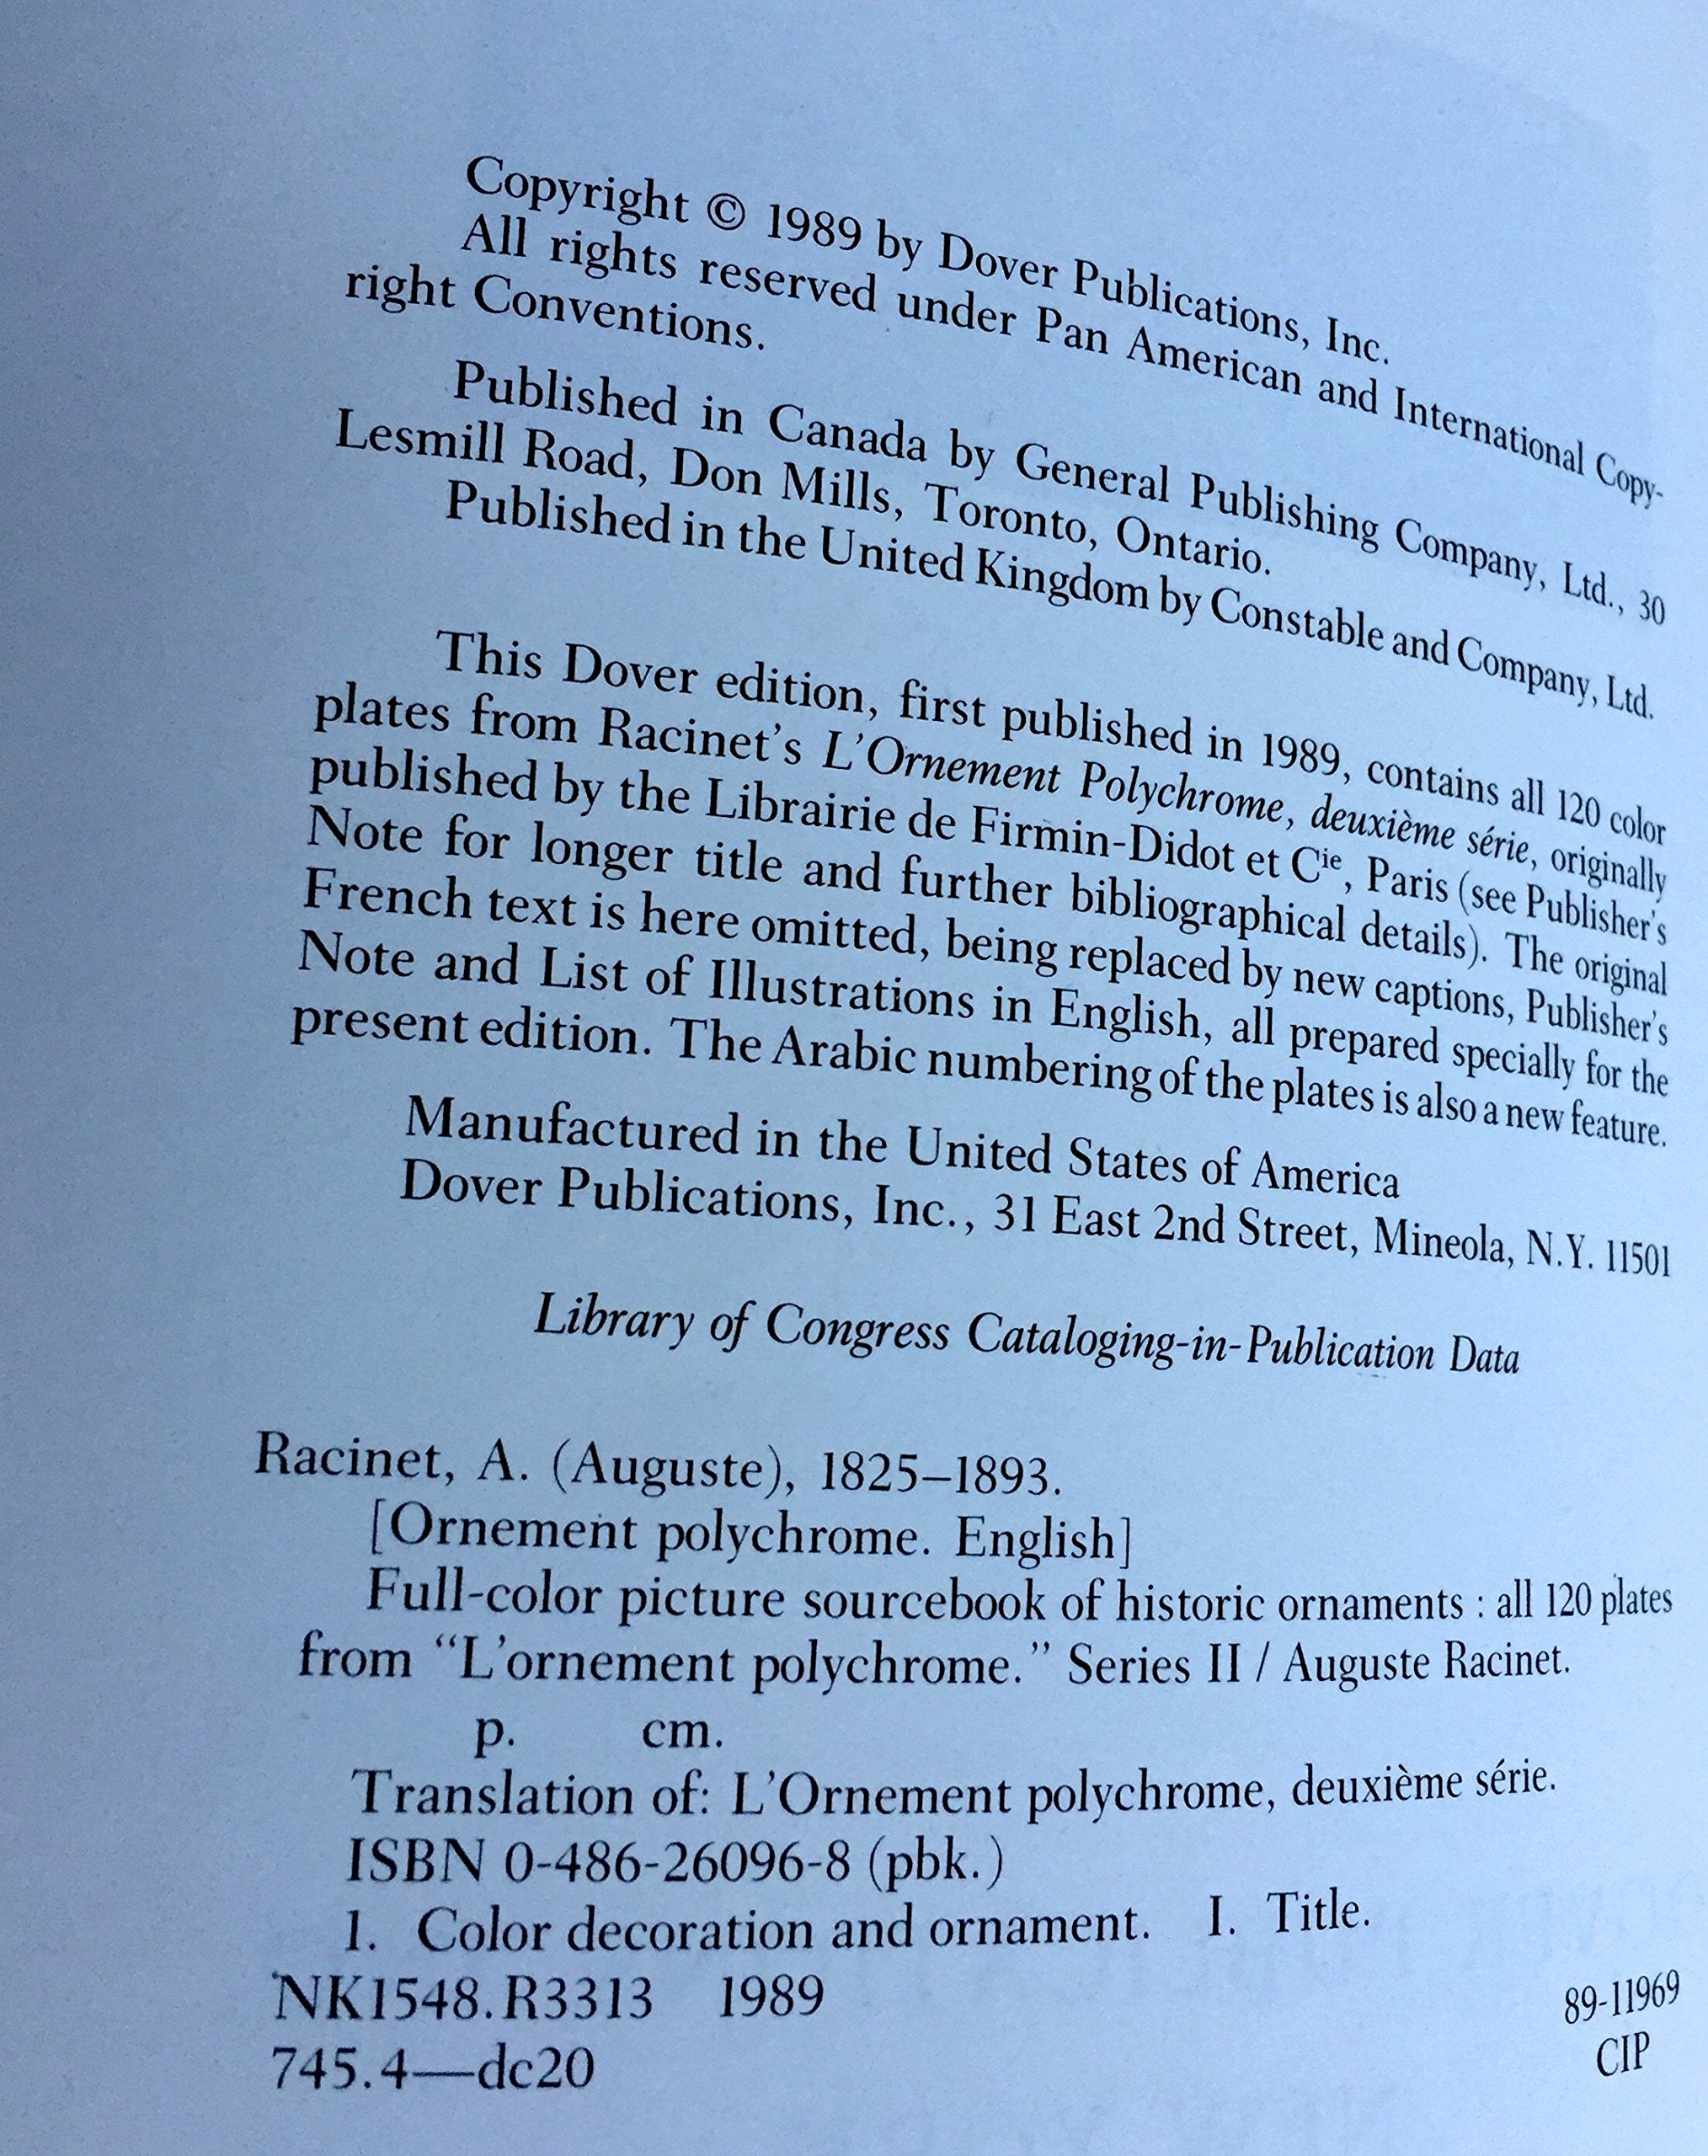 Copyright © 1989 by Dover Publications, Inc.
All rights reserved under Pan American and International Copy-
right Conventions.
Published in Canada by General Publishing Company, Ltd., 30
Lesmill Road, Don Mills, Toronto, Ontario.
Published in the United Kingdom by Constable and Company, Ltd.
This Dover edition, first published in 1989, contains all 120 color
plates from Racinet's L'Ornement Polychrome, deuxième série, originally
published by the Librairie de Firmin-Didot et Cie, Paris (see Publisher's
Note for longer title and further bibliographical details). The original
French text is here omitted, being replaced by new captions, Publisher's
Note and List of Illustrations in English, all prepared specially for the
present edition. The Arabic numbering of the plates is also a new feature.
Manufactured in the United States of America
Dover Publications, Inc., 31 East 2nd Street, Mineola, N.Y. 11501
Library of Congress Cataloging-in-Publication Data
Racinet, A. (Auguste), 1825–1893.
[Ornement polychrome. English]
Full-color picture sourcebook of historic ornaments : all 120 plates
from “L'ornement polychrome.” Series II / Auguste Racinet.
p. cm.
Translation of: L'Ornement polychrome, deuxième série.
ISBN 0-486-26096-8 (pbk.)
1. Color decoration and ornament. I. Title.
NK1548.R3313 1989
89-11969
745.4—dc20
CIP